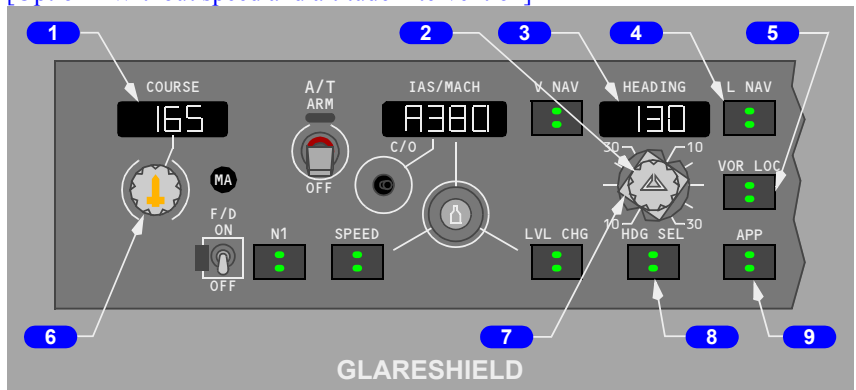 1 2 3 4 5
COURSE A/T ARM IAS/MACH V NAV HEADING L NAV
165 A380 130
C/O 30 10
MA OFF VOR LOC
F/D ON N1 SPEED LVL CHG 10 HDG SEL 30 APP
OFF
6 7 8 9
GLARESHIELD